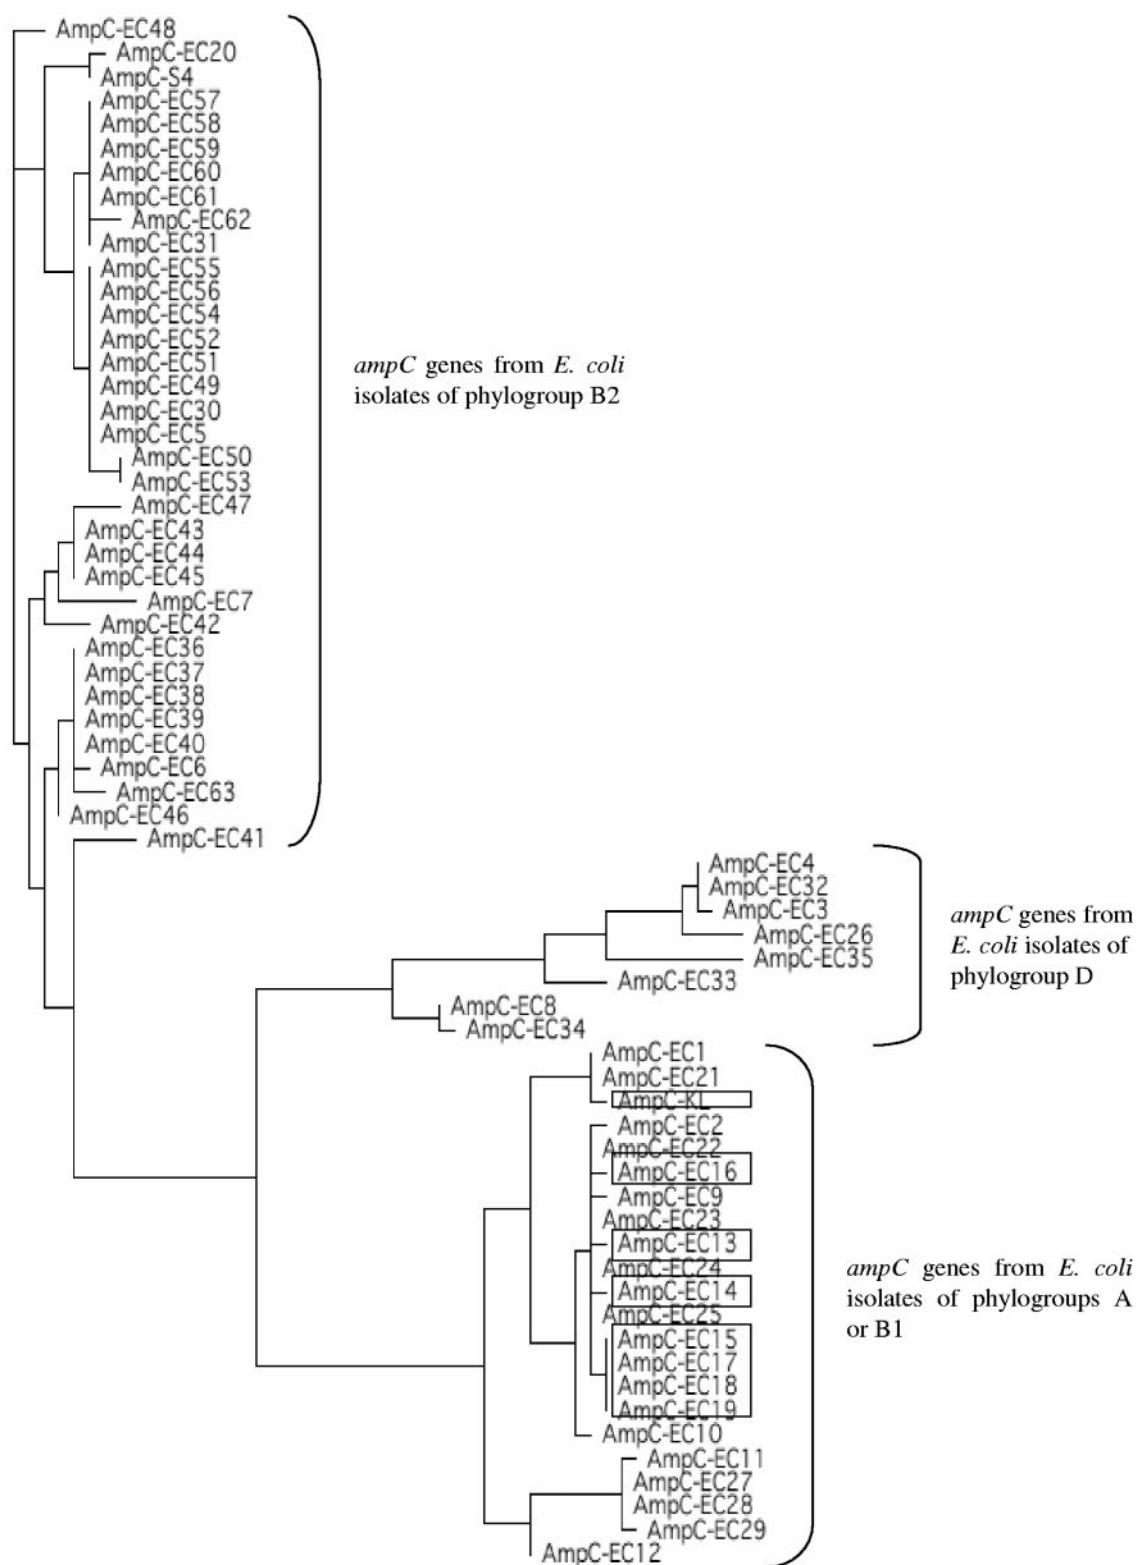 AmpC-EC48
AmpC-EC20
AmpC-S4
AmpC-EC57
AmpC-EC58
AmpC-EC59
AmpC-EC60
AmpC-EC61
AmpC-EC62
AmpC-EC31
AmpC-EC55
AmpC-EC56
AmpC-EC54
AmpC-EC52
AmpC-EC51
AmpC-EC49
AmpC-EC30
AmpC-EC5
AmpC-EC50
AmpC-EC53
AmpC-EC47
AmpC-EC43
AmpC-EC44
AmpC-EC45
AmpC-EC7
AmpC-EC42
AmpC-EC36
AmpC-EC37
AmpC-EC38
AmpC-EC39
AmpC-EC40
AmpC-EC6
AmpC-EC63
AmpC-EC46
AmpC-EC41
ampC genes from E. coli
isolates of phylogroup B2
AmpC-EC4
AmpC-EC32
AmpC-EC3
AmpC-EC26
AmpC-EC35
AmpC-EC33
AmpC-EC8
AmpC-EC34
ampC genes from
E. coli isolates of
phylogroup D
AmpC-EC1
AmpC-EC21
AmpC-KL
AmpC-EC2
AmpC-EC22
AmpC-EC16
AmpC-EC9
AmpC-EC23
AmpC-EC13
AmpC-EC24
AmpC-EC14
AmpC-EC25
AmpC-EC15
AmpC-EC17
AmpC-EC18
AmpC-EC19
AmpC-EC10
AmpC-EC11
AmpC-EC27
AmpC-EC28
AmpC-EC29
AmpC-EC12
ampC genes from E. coli
isolates of phylogroups A
or B1